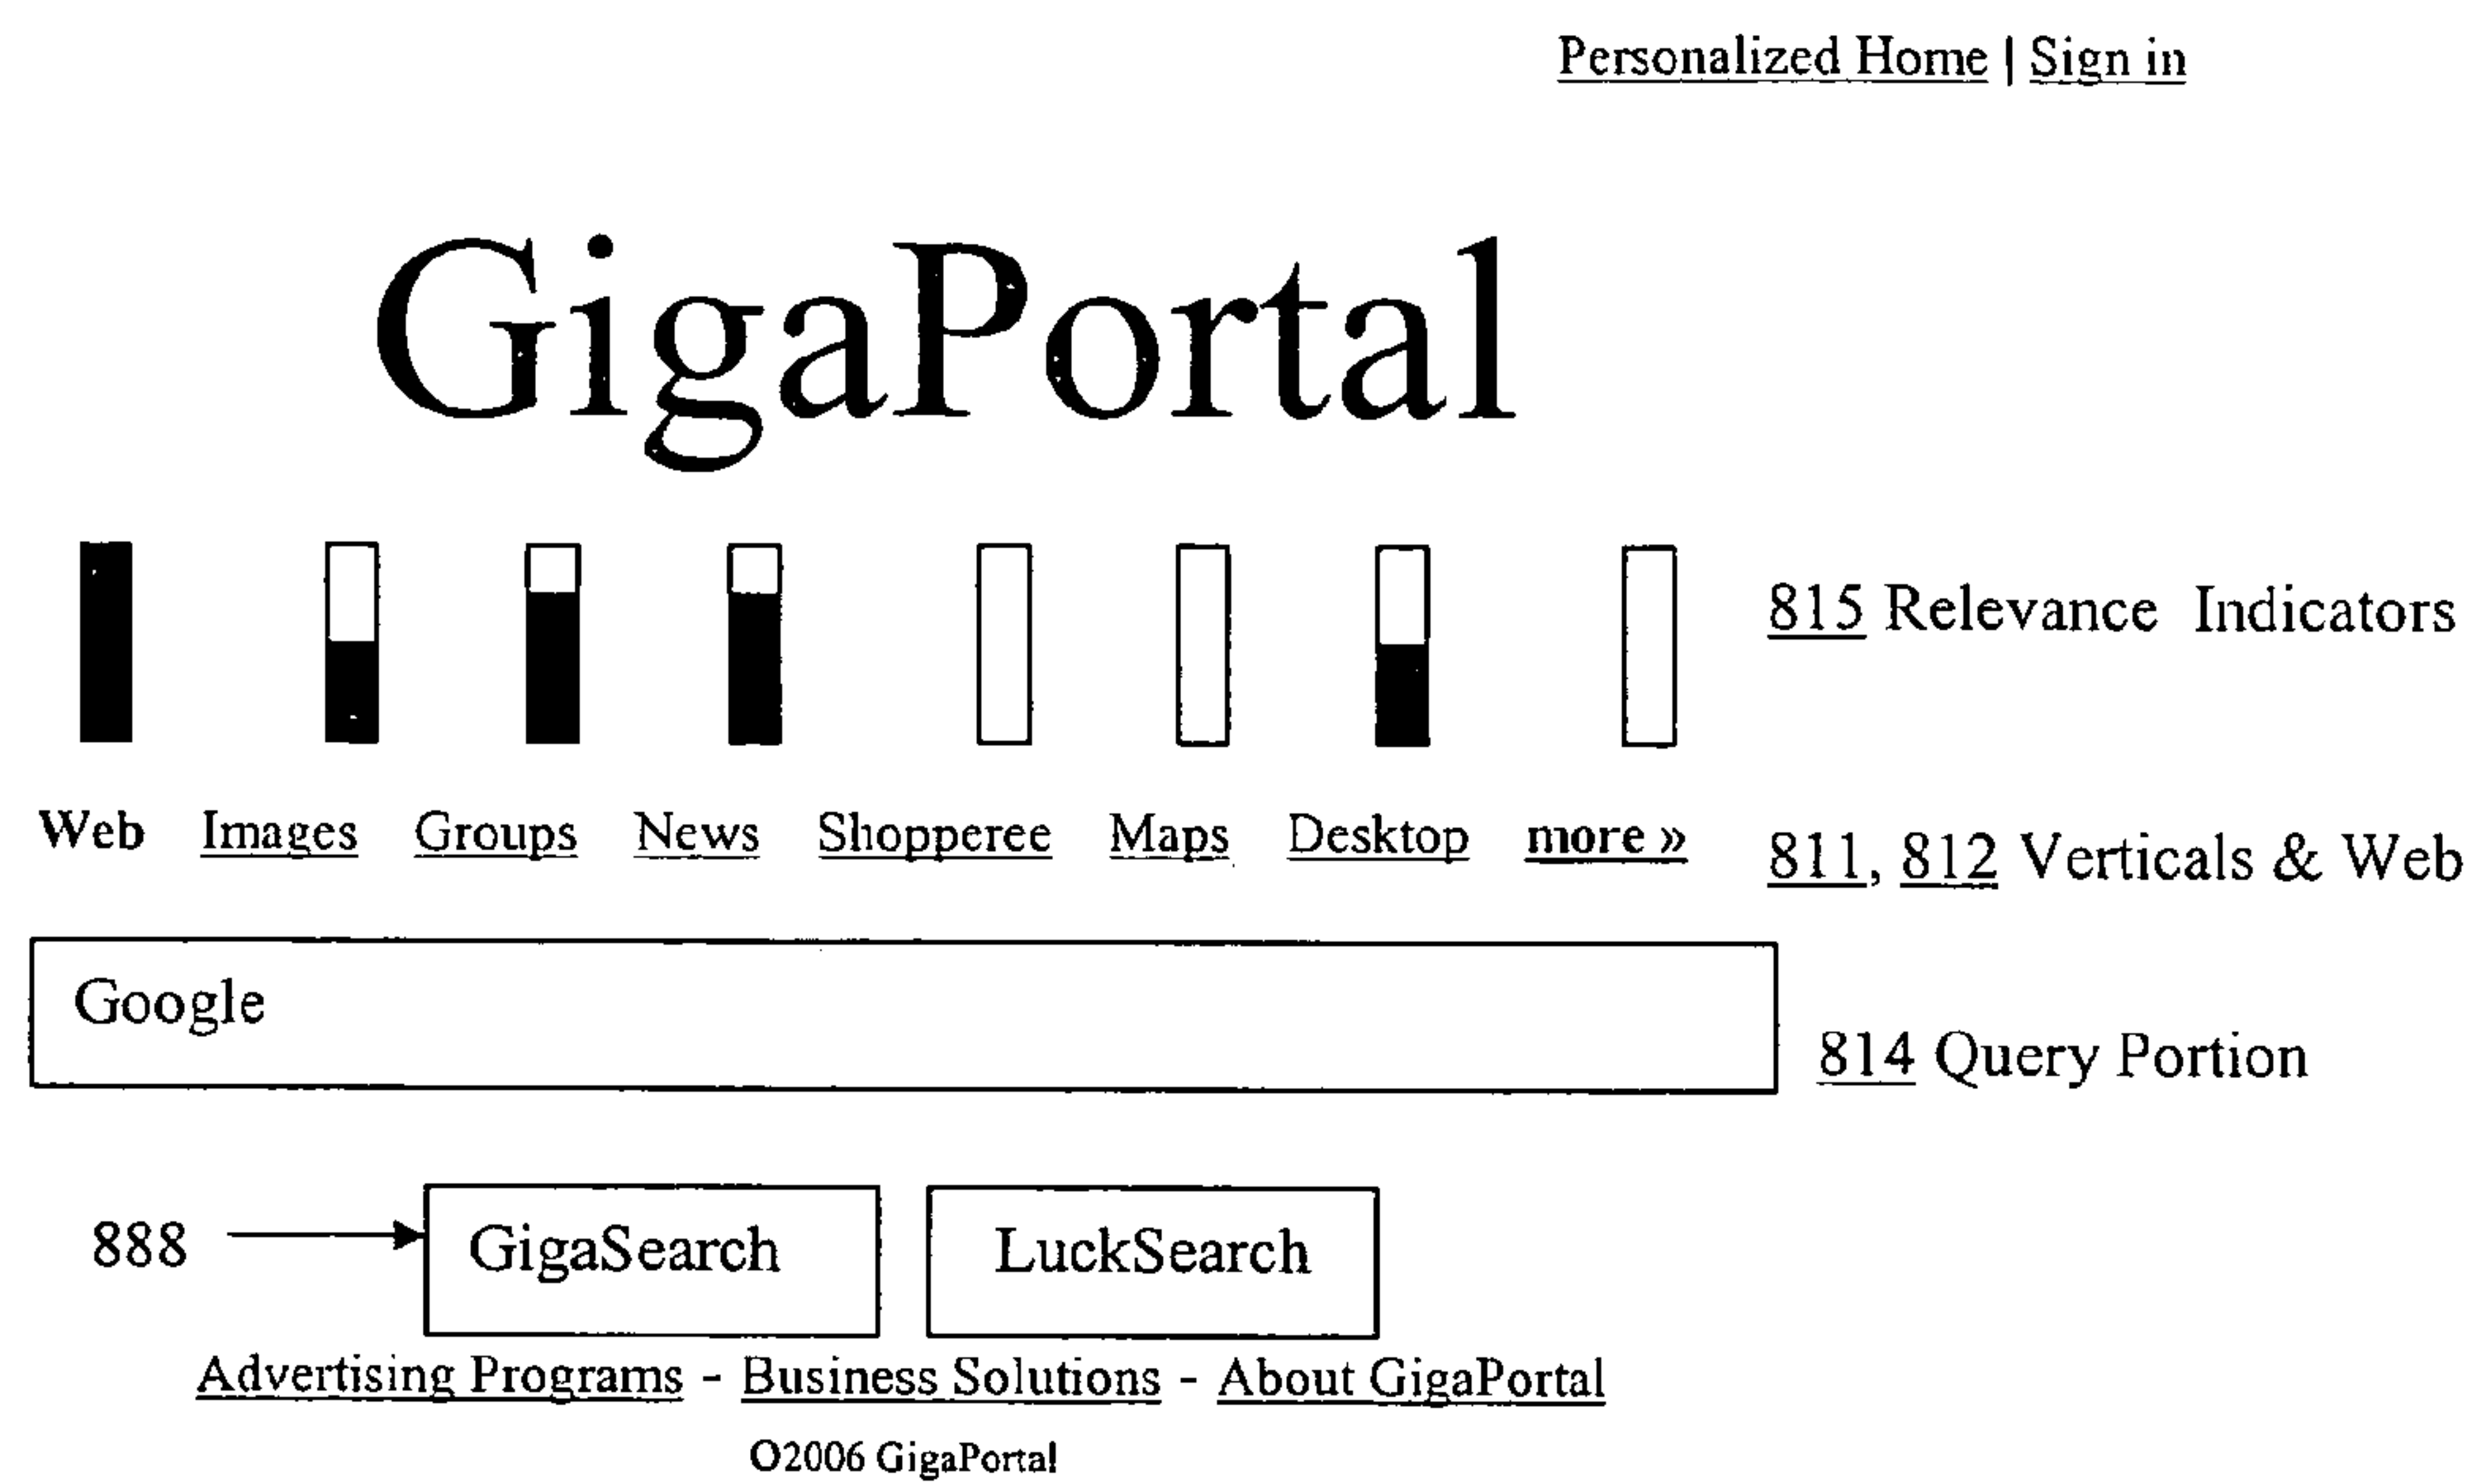 Personalized Home | Sign in
GigaPortal
815 Relevance Indicators
Web Images Groups News Shopperee Maps Desktop more »
811, 812 Verticals & Web
Google
814 Query Portion
888 GigaSearch LuckSearch
Advertising Programs - Business Solutions - About GigaPortal
O2006 GigaPortal